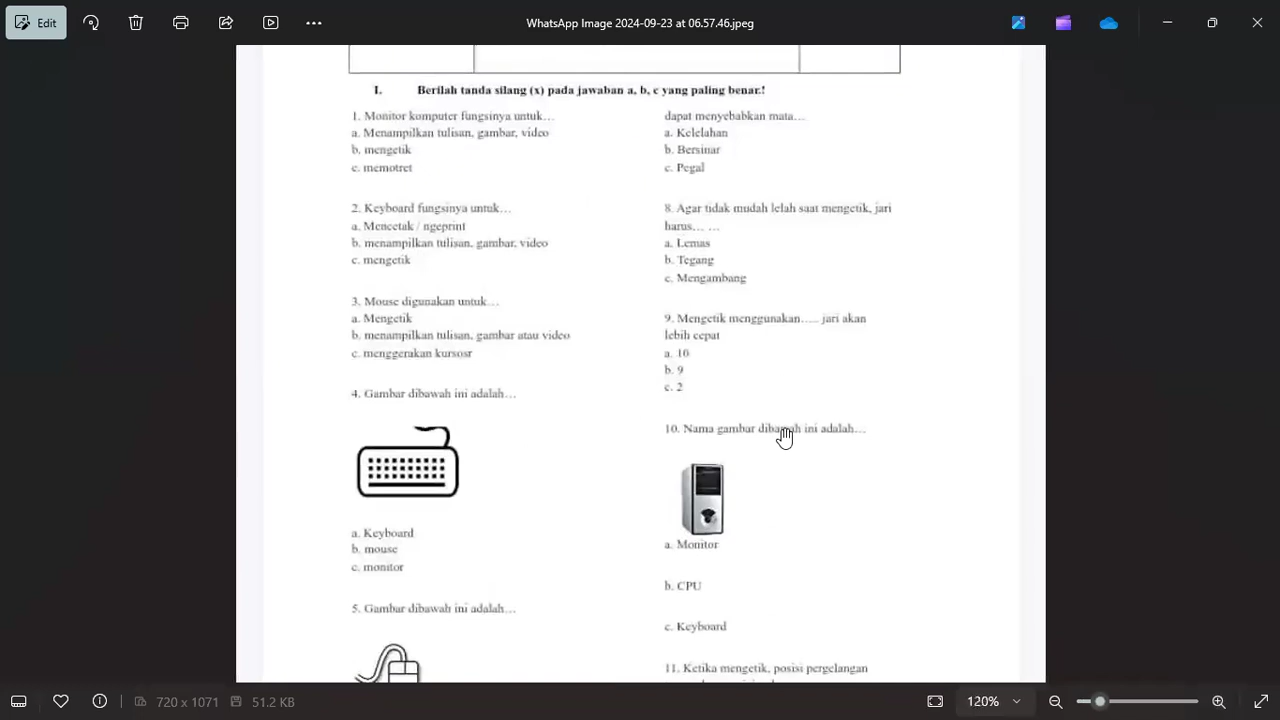 Edit
WhatsApp Image 2024-09-23 at 06.57.46.jpeg
I. Berilah tanda silang (x) pada jawaban a, b, c yang paling benar.!
1. Monitor komputer fungsinya untuk…
a. Menampilkan tulisan, gambar, video
b. mengetik
c. memotret
2. Keyboard fungsinya untuk…
a. Mencetak / ngeprint
b. menampilkan tulisan, gambar, video
c. mengetik
3. Mouse digunakan untuk…
a. Mengetik
b. menampilkan tulisan, gambar atau video
c. menggerakan kursosr
4. Gambar dibawah ini adalah…
a. Keyboard
b. mouse
c. monitor
5. Gambar dibawah ini adalah…
dapat menyebabkan mata…
a. Kelelahan
b. Bersinar
c. Pegal
8. Agar tidak mudah lelah saat mengetik, jari
harus… …
a. Lemas
b. Tegang
c. Mengambang
9. Mengetik menggunakan….. jari akan
lebih cepat
a. 10
b. 9
c. 2
10. Nama gambar dibawah ini adalah…
a. Monitor
b. CPU
c. Keyboard
11. Ketika mengetik, posisi pergelangan
720 x 1071
51.2 KB
120%